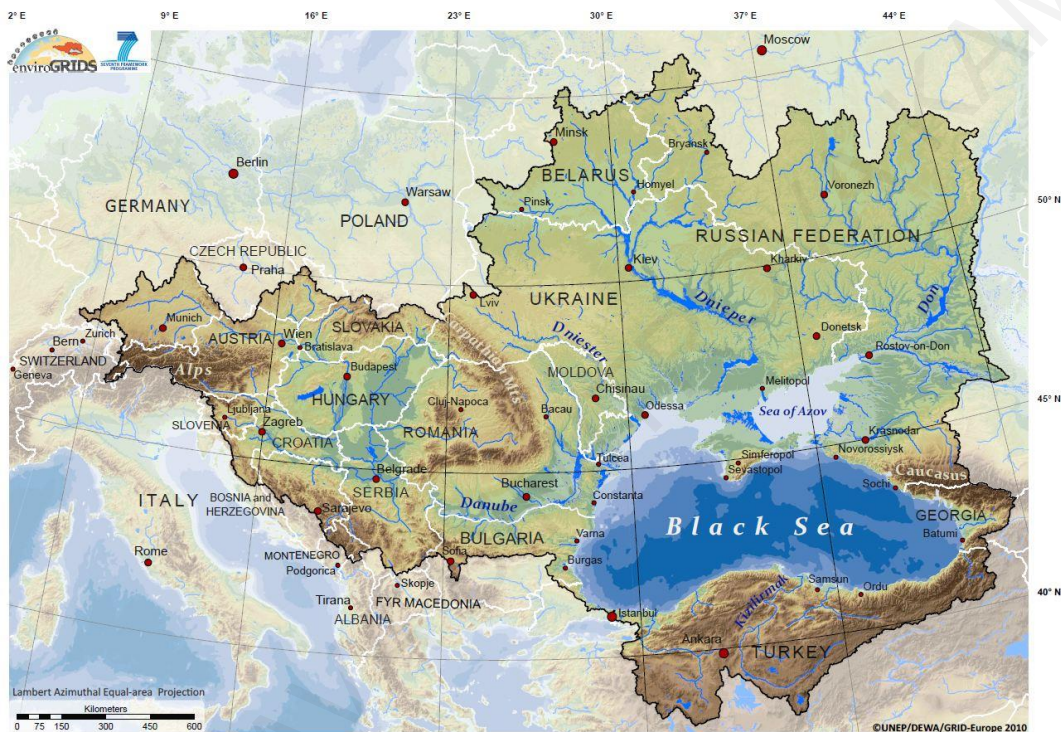 2° E
9° E
16° E
23° E
30° E
37° E
44° E
enviroGRIDS
7
SEVENTH FRAMEWORK
PROGRAMME
Moscow
Minsk
Bryansk
Berlin
BELARUS
Homyel
Voronezh
Warsaw
Pinsk
50° N
GERMANY
POLAND
RUSSIAN FEDERATION
CZECH REPUBLIC
Praha
Kiev
Kharkiv
Lviv
UKRAINE
Dnieper
Don
Munich
SLOVAKIA
Carpathian Mts
Dniester
Donetsk
Zurich
Bern
AUSTRIA
Wien
Bratislava
Rostov-on-Don
SWITZERLAND
Geneva
Alps
Budapest
MOLDOVA
Melitopol
HUNGARY
Cluj-Napoca
Chisinau
Bacau
Odessa
Sea of Azov
45° N
Ljubljana
SLOVENIA
Zagreb
CROATIA
ROMANIA
Krasnodar
Tulcea
Simferopol
Novorossiysk
Belgrade
Sevastopol
Caucasus
ITALY
BOSNIA and
HERZEGOVINA
SERBIA
Bucharest
Constanta
Sochi
Sarajevo
Danube
GEORGIA
Black Sea
BULGARIA
Varna
Batumi
Rome
MONTENEGRO
Podgorica
Sofia
Burgas
Skopje
Samsun
Ordu
40° N
Tirana
FYR MACEDONIA
Kizilirmak
ALBANIA
Istanbul
Ankara
TURKEY
Lambert Azimuthal Equal-area Projection
Kilometers
0 75 150 300 450 600
©UNEP/DEWA/GRID-Europe 2010